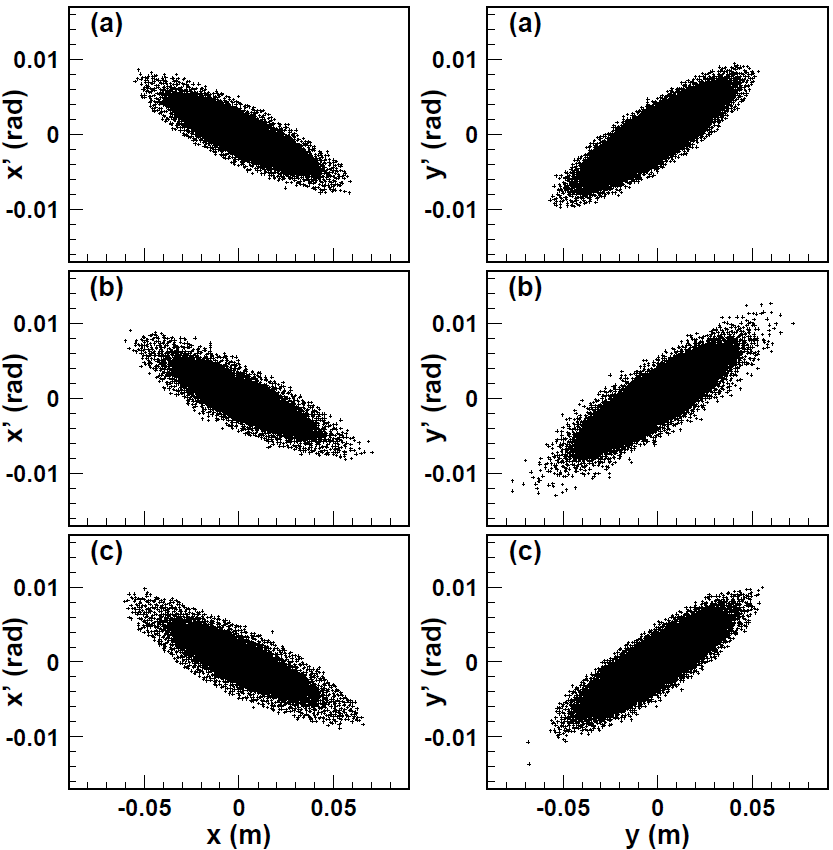 (a)
0.01
0
-0.01
x’ (rad)
(a)
0.01
0
-0.01
y’ (rad)
(b)
0.01
0
-0.01
x’ (rad)
(b)
0.01
0
-0.01
y’ (rad)
(c)
0.01
0
-0.01
x’ (rad)
-0.05 0 0.05
x (m)
(c)
0.01
0
-0.01
y’ (rad)
-0.05 0 0.05
y (m)